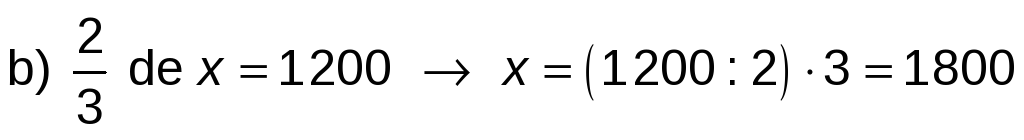 b) 2/3 de x = 1200 → x = (1200 : 2) · 3 = 1800